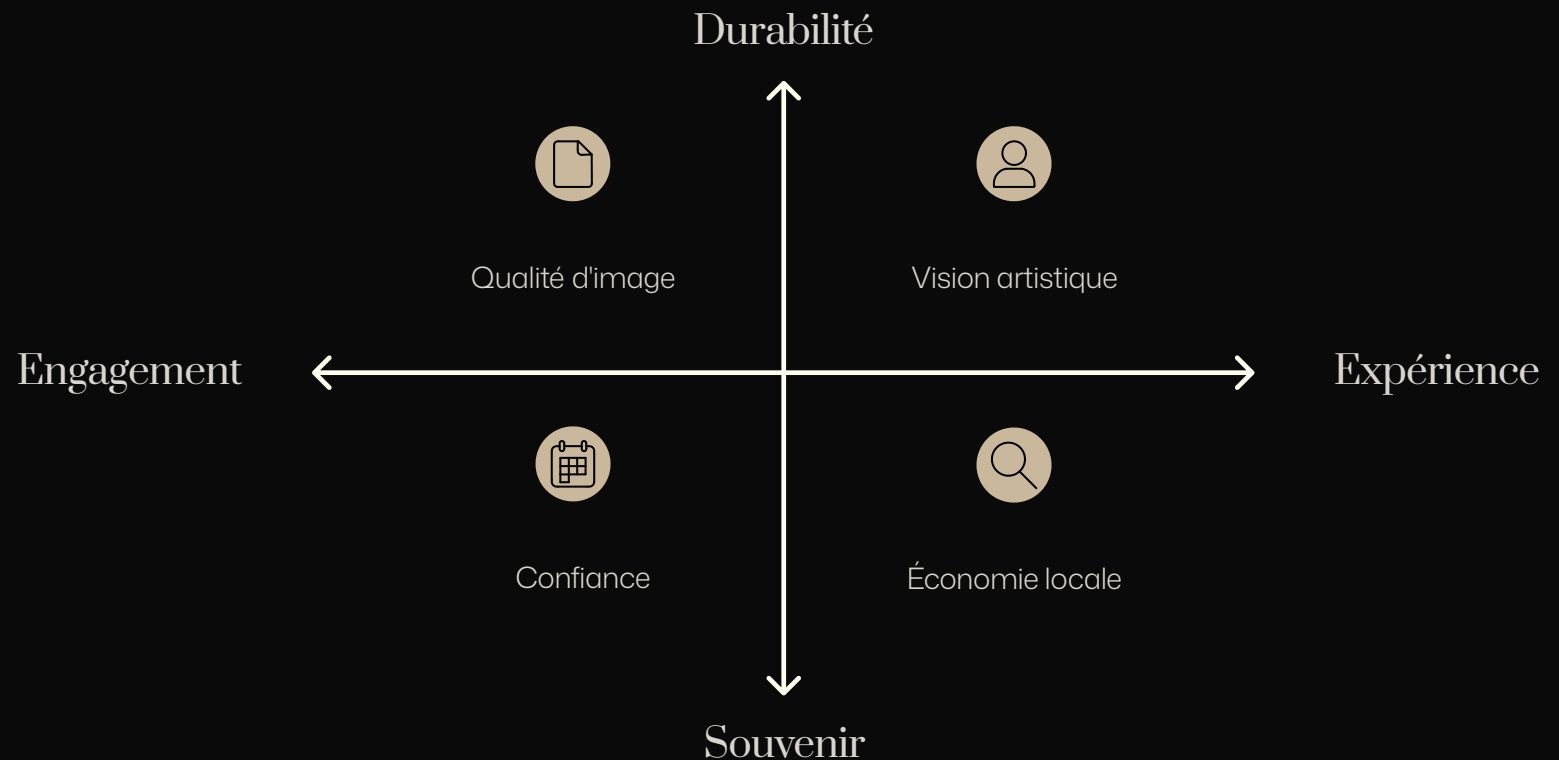 Durabilité
Qualité d'image
Vision artistique
Engagement
Expérience
Confiance
Économie locale
Souvenir